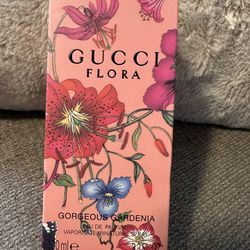 GUCCI
FLORA
GORGEOUS GARDENIA
EAU DE PARFUM